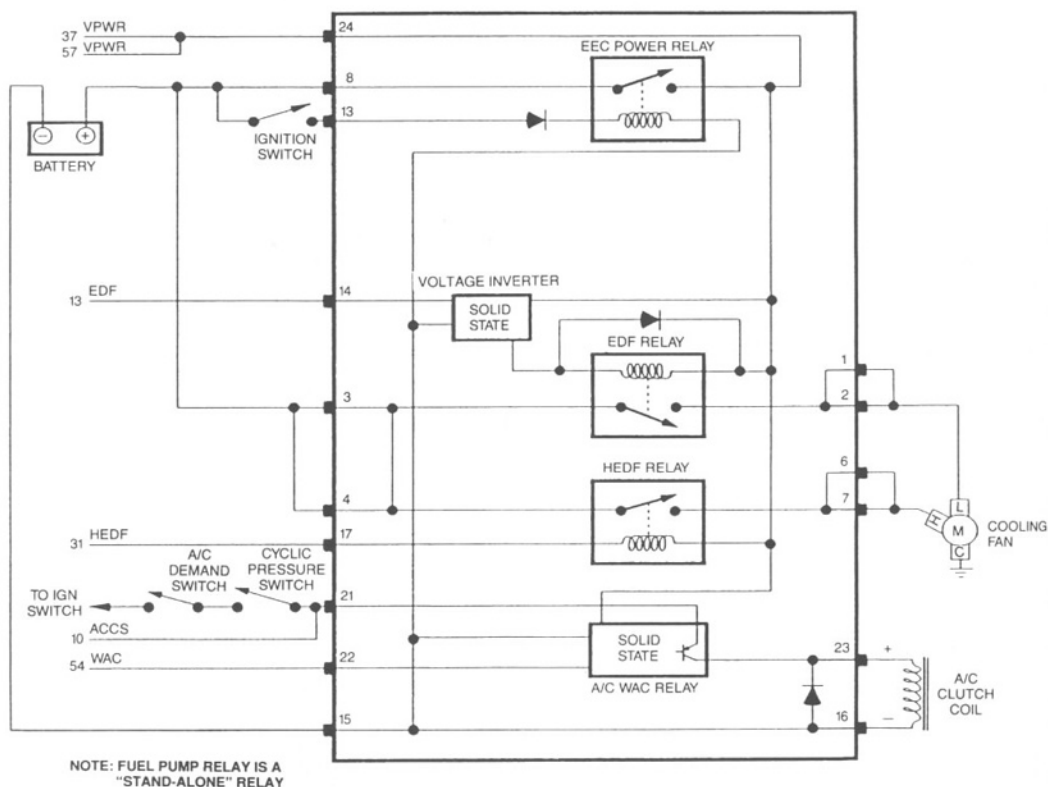 37 VPWR
57 VPWR
24
EEC POWER RELAY
8
13
IGNITION
SWITCH
BATTERY
13 EDF
14
VOLTAGE INVERTER
SOLID
STATE
EDF RELAY
1
3
2
HEDF RELAY
6
4
7
H
L
M
C
COOLING
FAN
31 HEDF
17
A/C
DEMAND
SWITCH
CYCLIC
PRESSURE
SWITCH
TO IGN
SWITCH
21
10 ACCS
54 WAC
22
SOLID
STATE
A/C WAC RELAY
23
+
A/C
CLUTCH
COIL
–
16
15
NOTE: FUEL PUMP RELAY IS A
"STAND-ALONE" RELAY